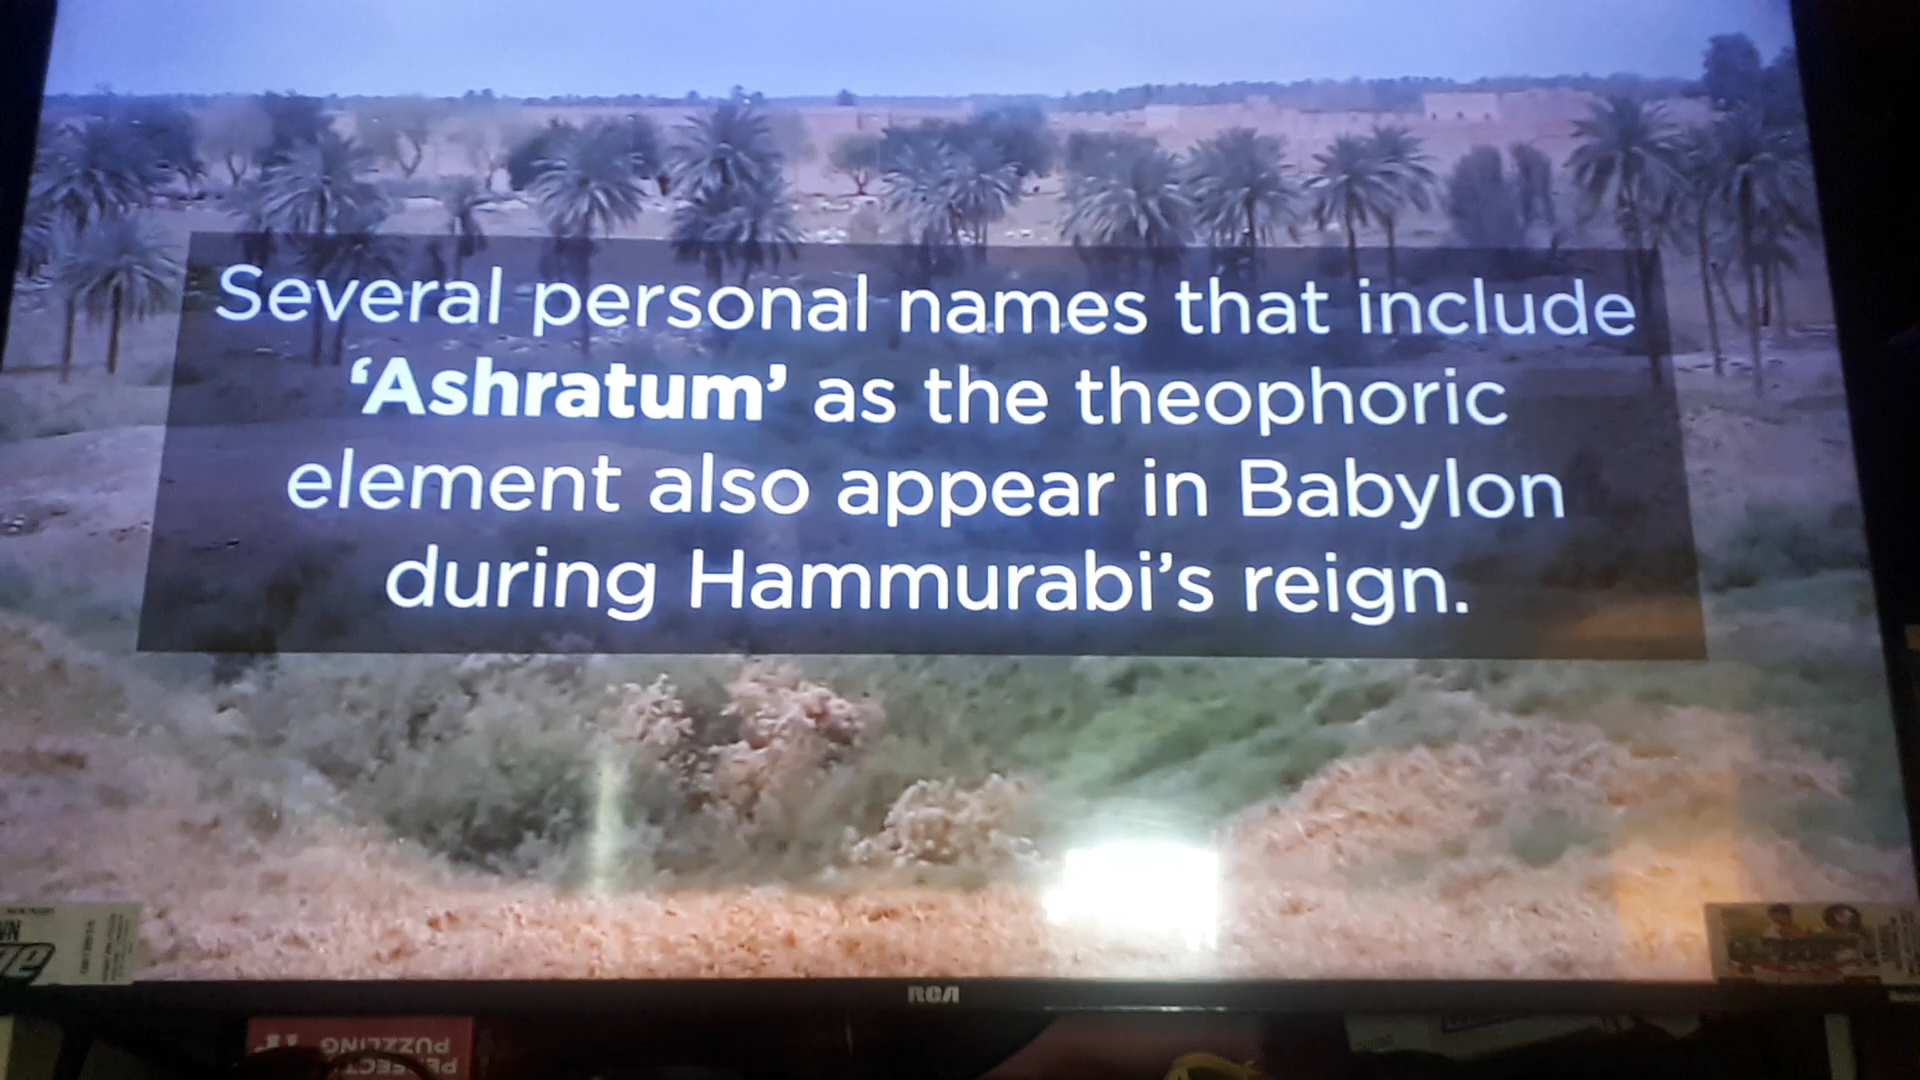 Several personal names that include
‘Ashratum’ as the theophoric
element also appear in Babylon
during Hammurabi’s reign.
RCA
PUZZLING